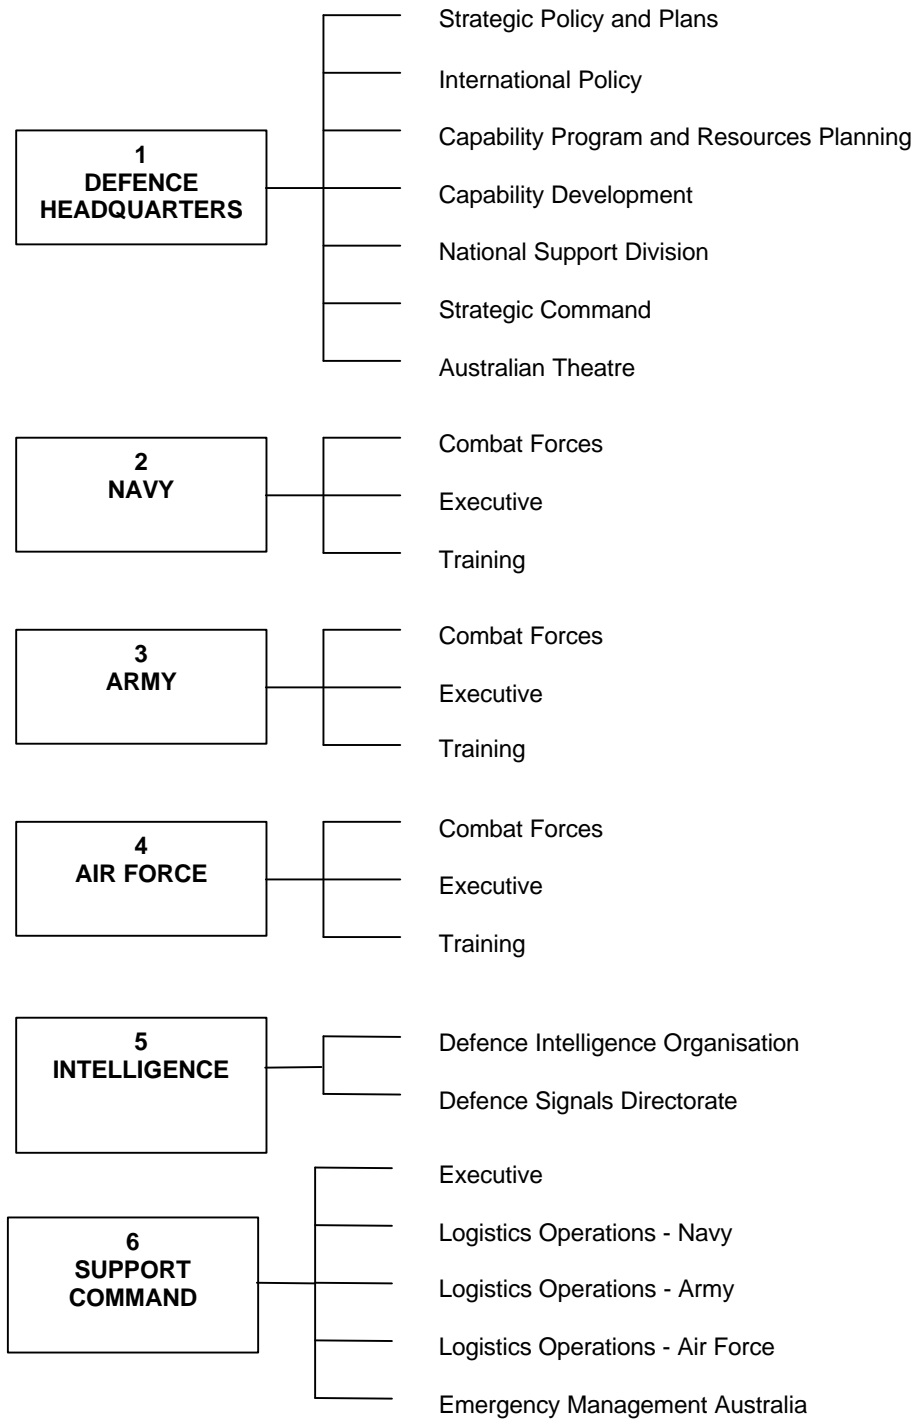 Strategic Policy and Plans
International Policy
Capability Program and Resources Planning
1
DEFENCE
HEADQUARTERS
Capability Development
National Support Division
Strategic Command
Australian Theatre
2
NAVY
Combat Forces
Executive
Training
3
ARMY
Combat Forces
Executive
Training
4
AIR FORCE
Combat Forces
Executive
Training
5
INTELLIGENCE
Defence Intelligence Organisation
Defence Signals Directorate
6
SUPPORT
COMMAND
Executive
Logistics Operations - Navy
Logistics Operations - Army
Logistics Operations - Air Force
Emergency Management Australia